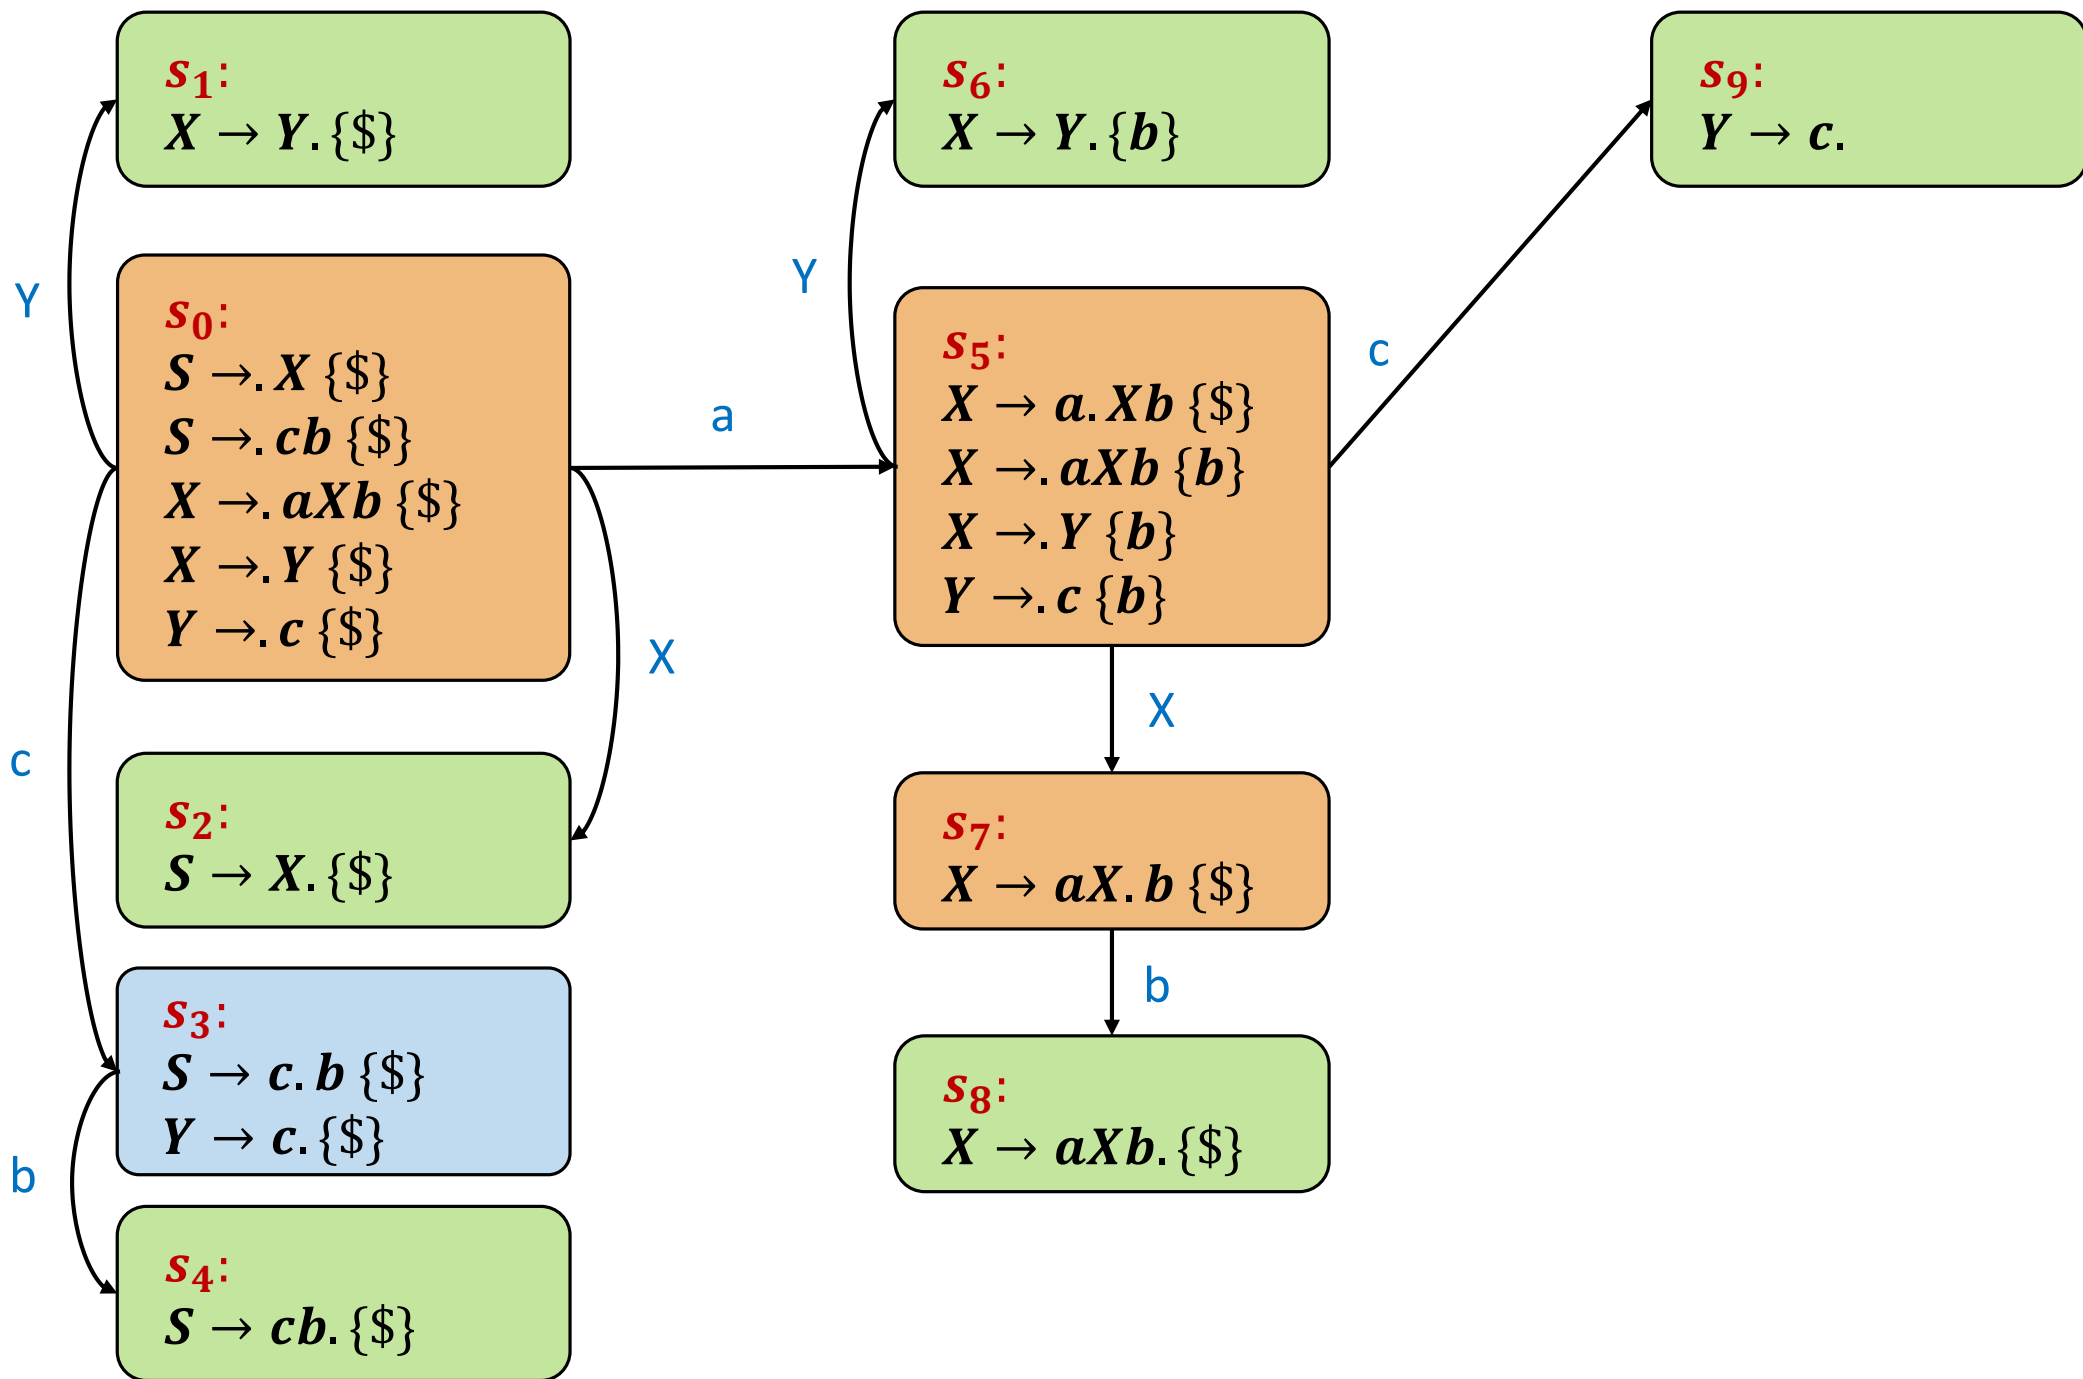 s₁:
X → Y. {$}
Y
s₀:
S →. X {$}
S →. cb {$}
X →. aXb {$}
X →. Y {$}
Y →. c {$}
a
X
c
s₂:
S → X. {$}
s₃:
S → c. b {$}
Y → c. {$}
b
s₄:
S → cb. {$}
s₆:
X → Y. {b}
Y
s₅:
X → a. Xb {$}
X →. aXb {b}
X →. Y {b}
Y →. c {b}
c
X
s₇:
X → aX. b {$}
b
s₈:
X → aXb. {$}
s₉:
Y → c.